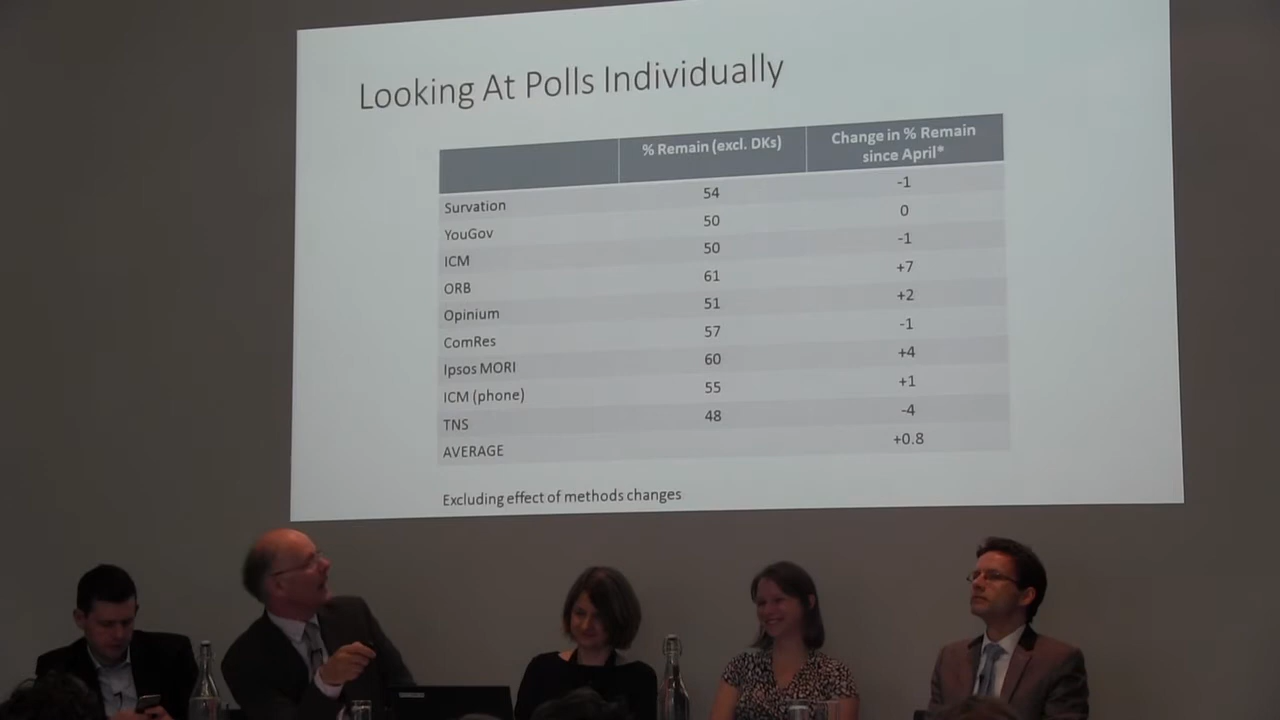 Looking At Polls Individually
% Remain (excl. DKs) Change in % Remain since April*
Survation 54 -1
YouGov 50 0
ICM 50 -1
ORB 61 +7
Opinium 51 +2
ComRes 57 -1
Ipsos MORI 60 +4
ICM (phone) 55 +1
TNS 48 -4
AVERAGE +0.8
Excluding effect of methods changes